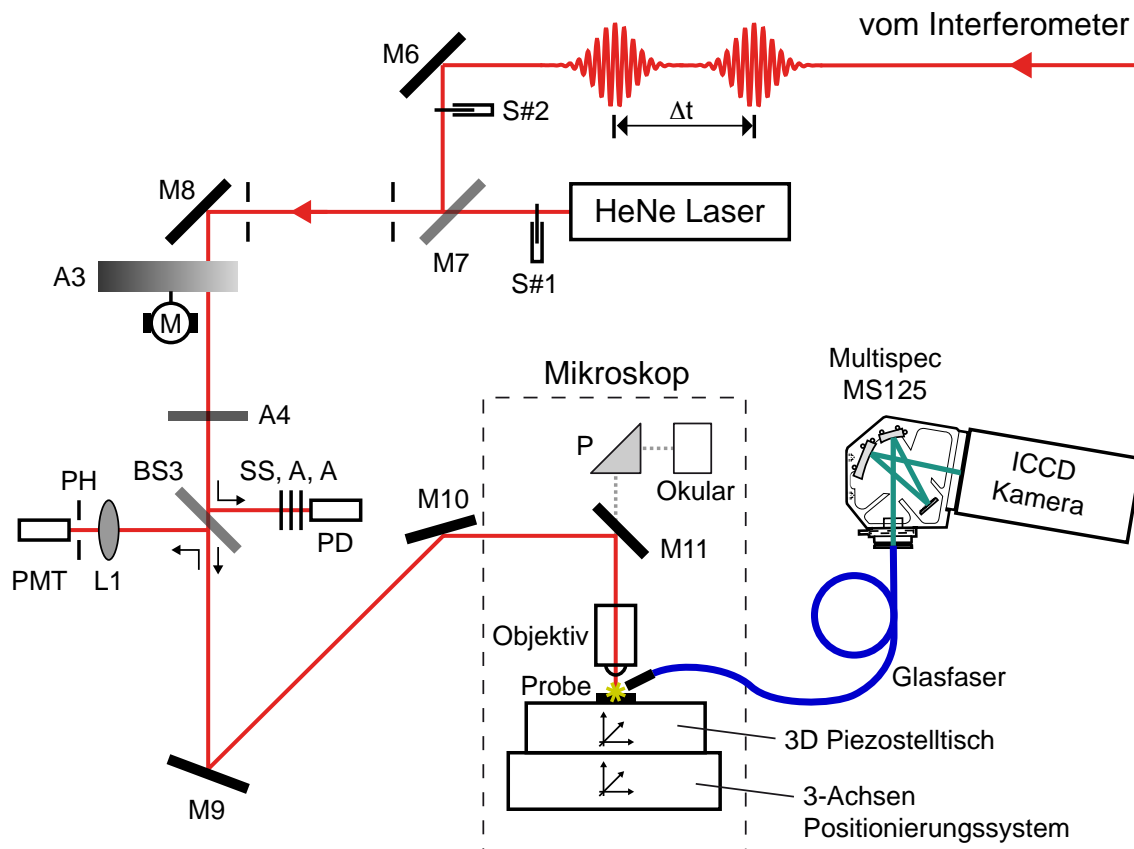 vom Interferometer
M6
S#2
Δt
M8
HeNe Laser
M7
S#1
A3
M
Multispec
MS125
Mikroskop
A4
P
BS3
SS, A, A
ICCD
Kamera
PH
Okular
M10
PD
M11
PMT
L1
Objektiv
Probe
Glasfaser
3D Piezostelltisch
M9
3-Achsen
Positionierungssystem